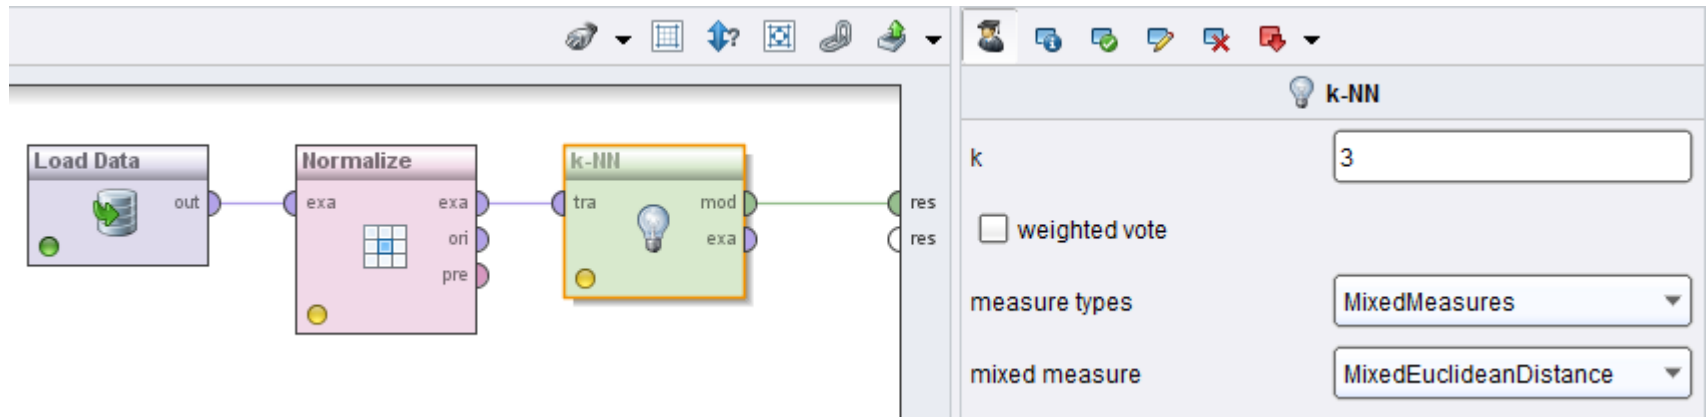 k-NN
Load Data
out
Normalize
exa
exa
ori
pre
k-NN
tra
mod
exa
res
res
k
3
weighted vote
measure types
MixedMeasures
mixed measure
MixedEuclideanDistance
?